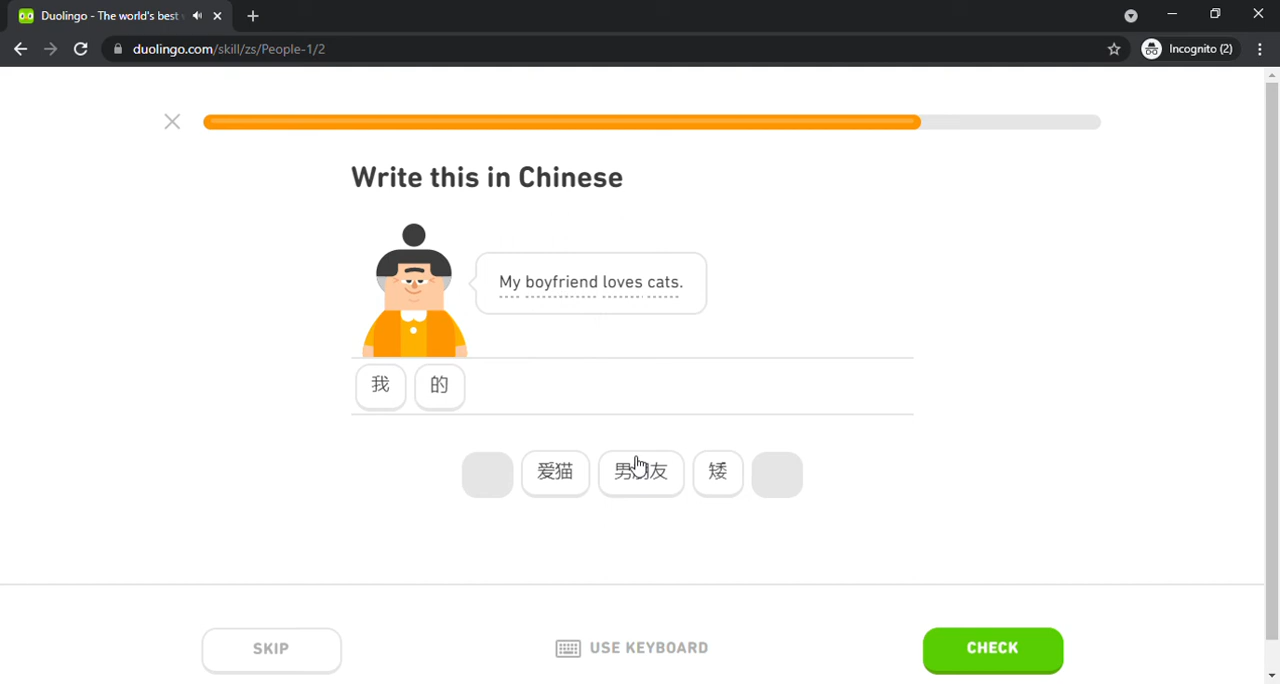 Duolingo - The world's best
duolingo.com/skill/zs/People-1/2
Incognito (2)
Write this in Chinese
My boyfriend loves cats.
我 的
爱猫 男朋友 矮
SKIP
USE KEYBOARD
CHECK